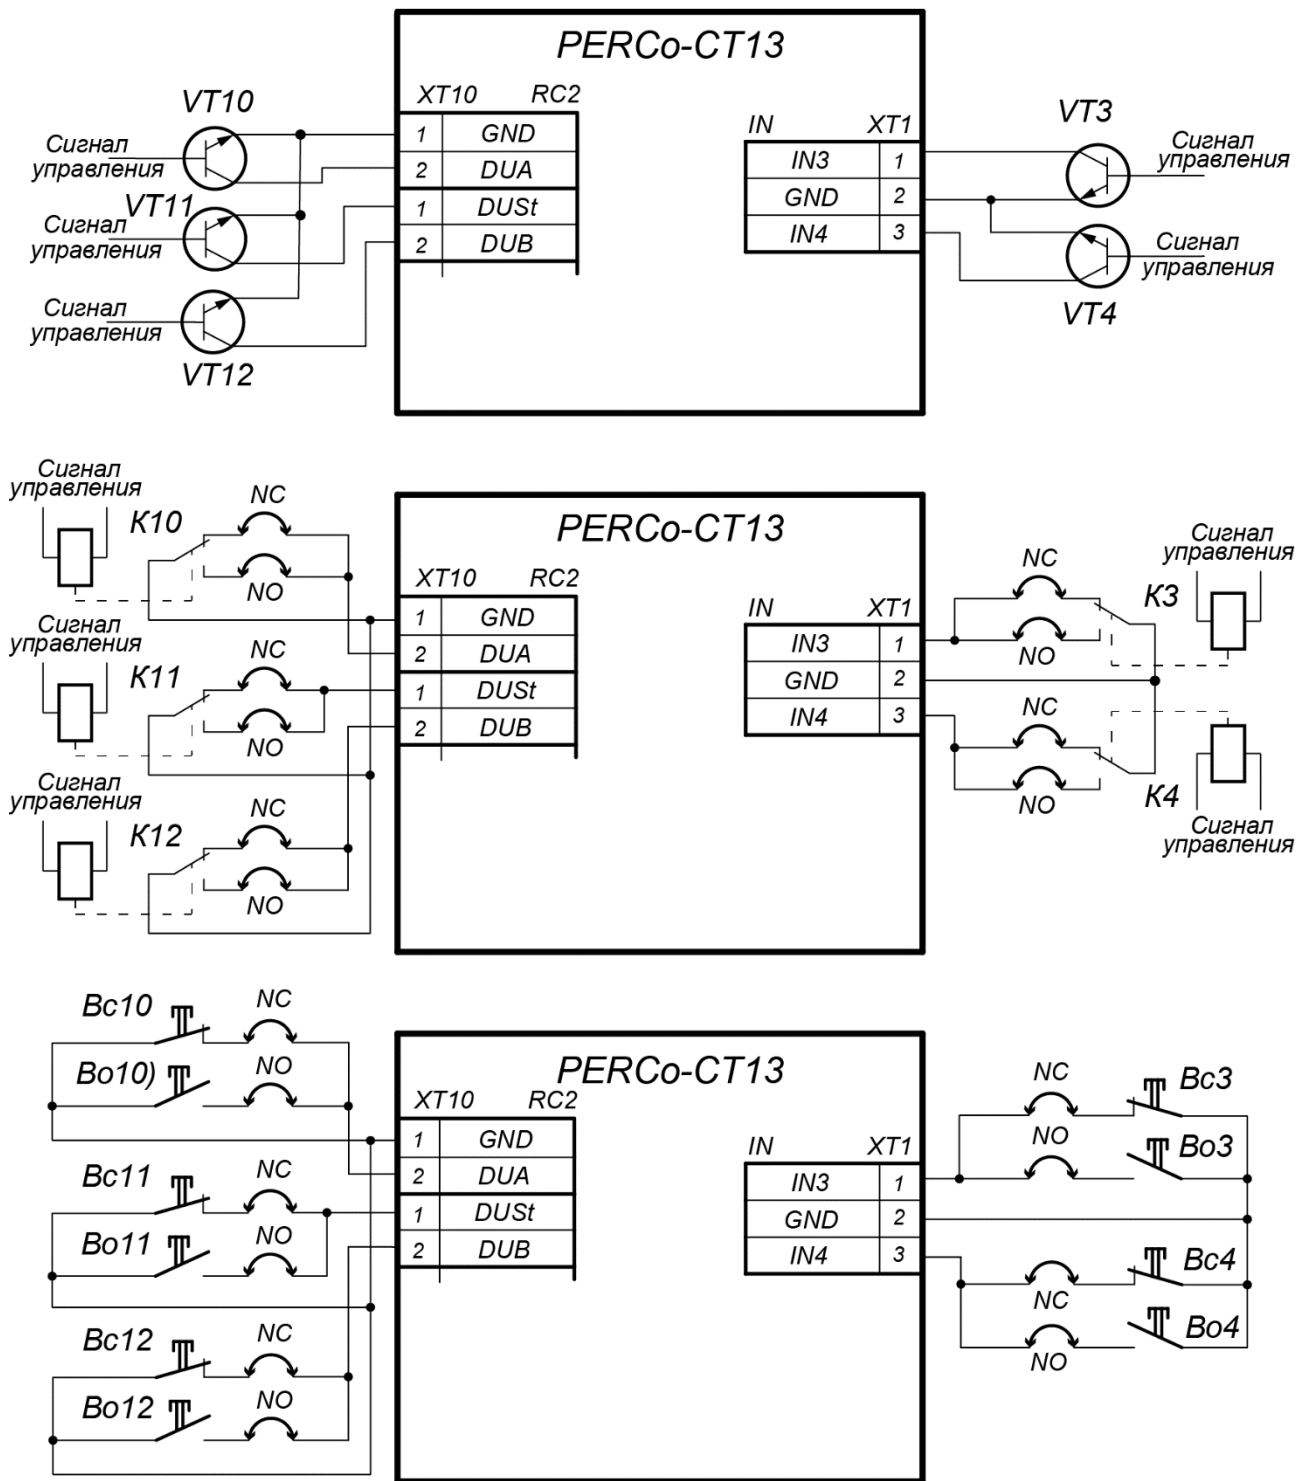 PERCo-CT13
XT10 RC2
1 GND
2 DUA
1 DUSt
2 DUB
IN XT1
IN3 1
GND 2
IN4 3
VT10
Сигнал
управления
VT11
Сигнал
управления
Сигнал
управления
VT12
VT3
Сигнал
управления
Сигнал
управления
VT4
PERCo-CT13
XT10 RC2
1 GND
2 DUA
1 DUSt
2 DUB
IN XT1
IN3 1
GND 2
IN4 3
Сигнал
управления
K10
NC
NO
Сигнал
управления
K11
NC
NO
Сигнал
управления
K12
NC
NO
NC
NO
K3
Сигнал
управления
NC
NO
K4
Сигнал
управления
PERCo-CT13
XT10 RC2
1 GND
2 DUA
1 DUSt
2 DUB
IN XT1
IN3 1
GND 2
IN4 3
Bc10 NC
Bo10) NO
Bc11 NC
Bo11 NO
Bc12 NC
Bo12 NO
NC Bc3
NO Bo3
NC Bc4
NO Bo4